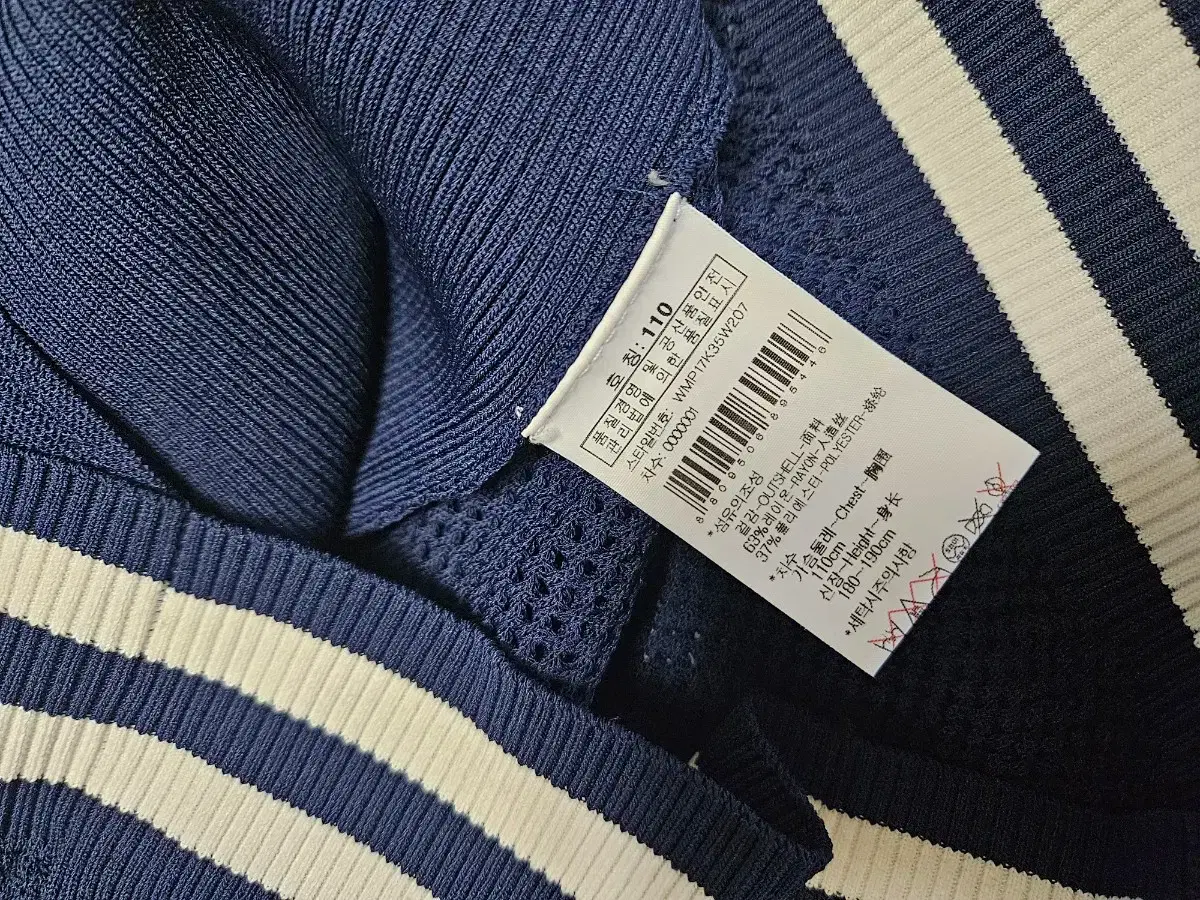 호 칭: 110
품질경영 및 공산품안전
관리법에 의한 품질표시
스타일번호: WMP17K35W207
차수: 0000001
*섬유의조성
겉감-OUTSHELL-面料
63%레이온-RAYON-人造丝
37%폴리에스터-POLYESTER-涤纶
*치수
가슴둘레-Chest-胸围
110cm
신장-Height-身长
180~190cm
*세탁시주의사항